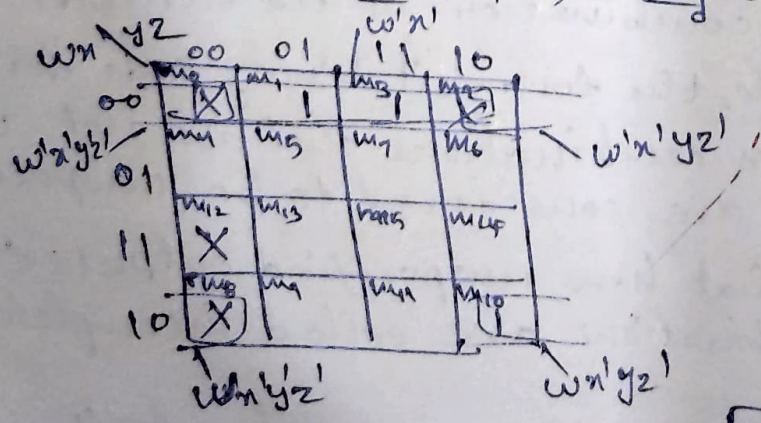 w'x'
wx yz 00 01 11 10
m0 m1 m3 m2
00 X 1 1 X
w'x'y'z' m4 m5 m7 m6 w'x'yz'
01
m12 m13 m15 m14
11 X
m8 m9 m11 m10
10 X 1
wx'y'z' wx'yz'